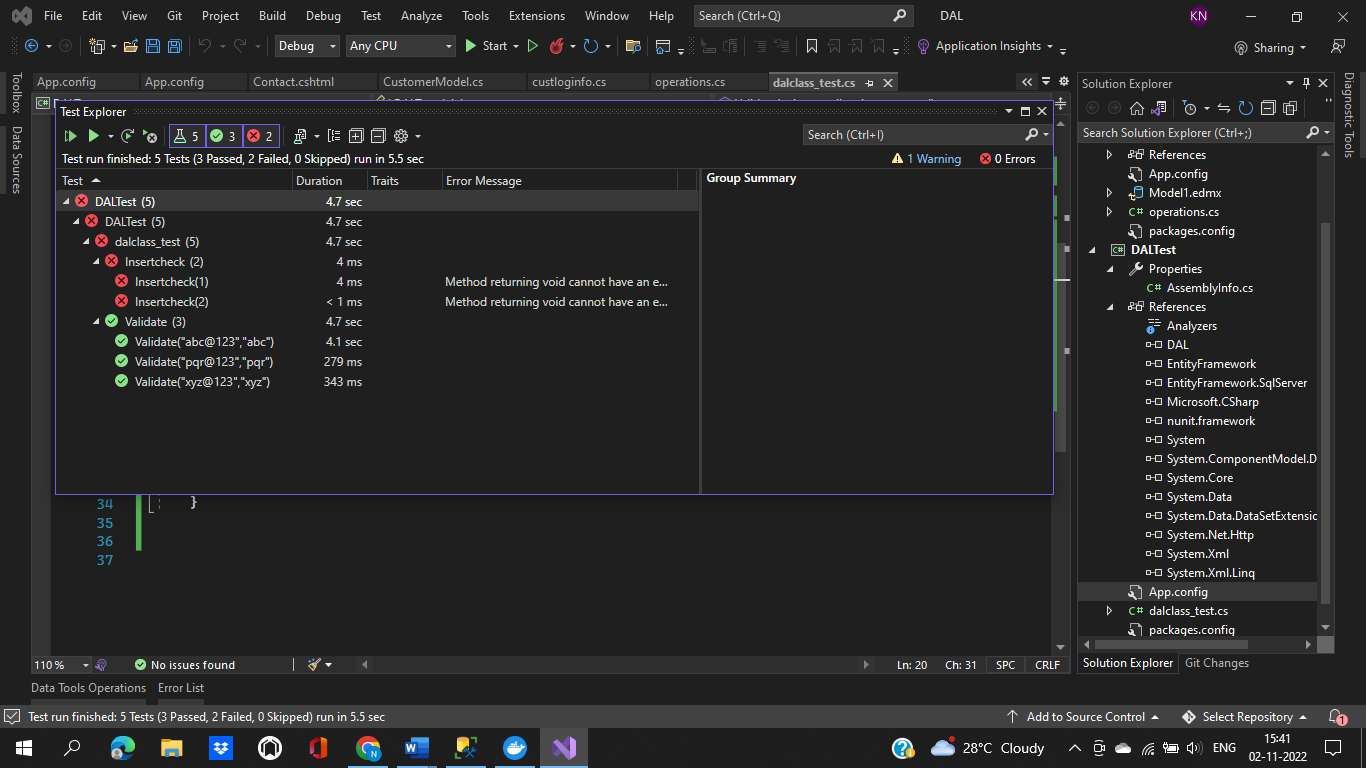 File Edit View Git Project Build Debug Test Analyze Tools Extensions Window Help Search (Ctrl+Q) DAL KN
Debug Any CPU Start Application Insights Sharing
App.config App.config Contact.cshtml CustomerModel.cs custloginfo.cs operations.cs dalclass_test.cs
Toolbox
Data Sources
Test Explorer
5 3 2 Search (Ctrl+I)
Test run finished: 5 Tests (3 Passed, 2 Failed, 0 Skipped) run in 5.5 sec 1 Warning 0 Errors
Test Duration Traits Error Message
DALTest (5) 4.7 sec
DALTest (5) 4.7 sec
dalclass_test (5) 4.7 sec
Insertcheck (2) 4 ms
Insertcheck(1) 4 ms Method returning void cannot have an e...
Insertcheck(2) < 1 ms Method returning void cannot have an e...
Validate (3) 4.7 sec
Validate("abc@123","abc") 4.1 sec
Validate("pqr@123","pqr") 279 ms
Validate("xyz@123","xyz") 343 ms
Group Summary
34 }
35
36
37
110 % No issues found Ln: 20 Ch: 31 SPC CRLF
Solution Explorer
Search Solution Explorer (Ctrl+;)
References
App.config
Model1.edmx
C# operations.cs
packages.config
C# DALTest
Properties
C# AssemblyInfo.cs
References
Analyzers
DAL
EntityFramework
EntityFramework.SqlServer
Microsoft.CSharp
nunit.framework
System
System.ComponentModel.D
System.Core
System.Data
System.Data.DataSetExtensic
System.Net.Http
System.Xml
System.Xml.Linq
App.config
C# dalclass_test.cs
packages.config
Solution Explorer Git Changes
Diagnostic Tools
Data Tools Operations Error List
Test run finished: 5 Tests (3 Passed, 2 Failed, 0 Skipped) run in 5.5 sec Add to Source Control Select Repository 1
28°C Cloudy ENG 15:41
02-11-2022